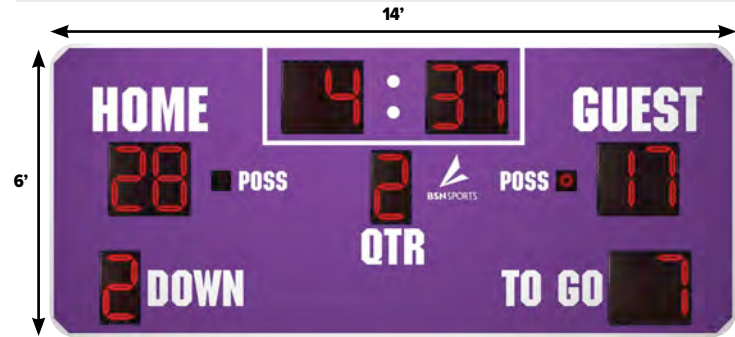 14’
6’
4 : 37
HOME
GUEST
28
POSS
2
BSN SPORTS
POSS
17
QTR
2 DOWN
TO GO 7